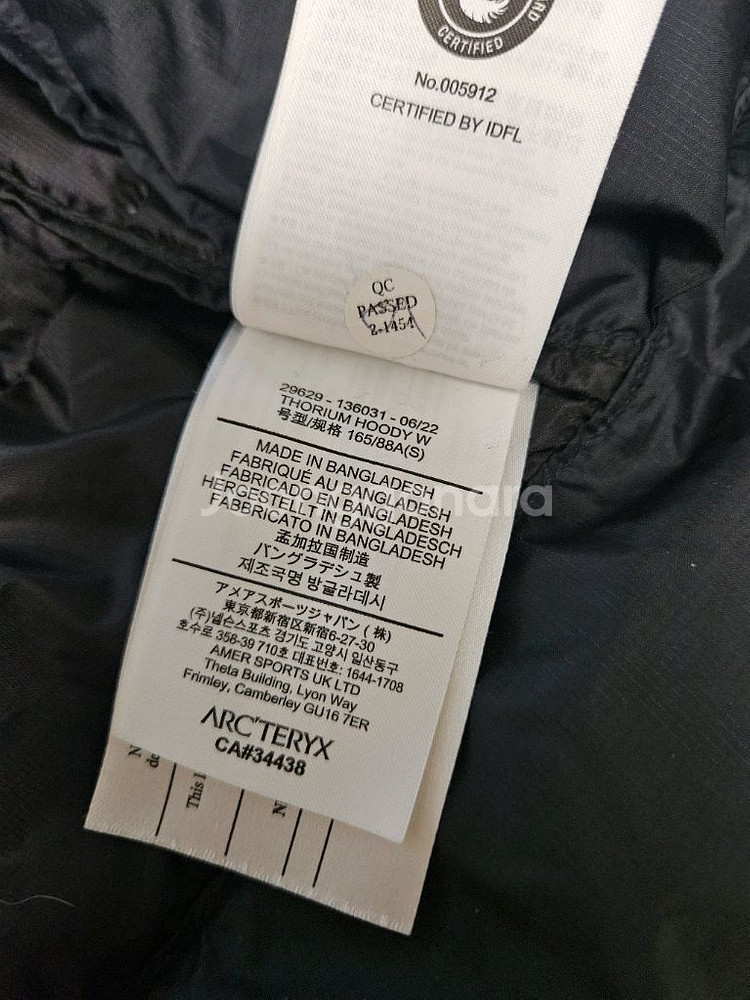 CERTIFIED
No.005912
CERTIFIED BY IDFL
QC
PASSED
2-1454
29629 - 136031 - 06/22
THORIUM HOODY W
号型/规格 165/88A(S)
MADE IN BANGLADESH
FABRIQUÉ AU BANGLADESH
FABRICADO EN BANGLADESH
HERGESTELLT IN BANGLADESCH
FABBRICATO IN BANGLADESH
孟加拉国制造
バングラデシュ製
제조국명 방글라데시
アメアスポーツジャパン ( 株 )
東京都新宿区新宿6-27-30
(주)넬슨스포츠 경기도 고양시 일산동구
호수로 358-39 710호 대표번호: 1644-1708
AMER SPORTS UK LTD
Theta Building, Lyon Way
Frimley, Camberley GU16 7ER
ARC'TERYX
CA#34438
This